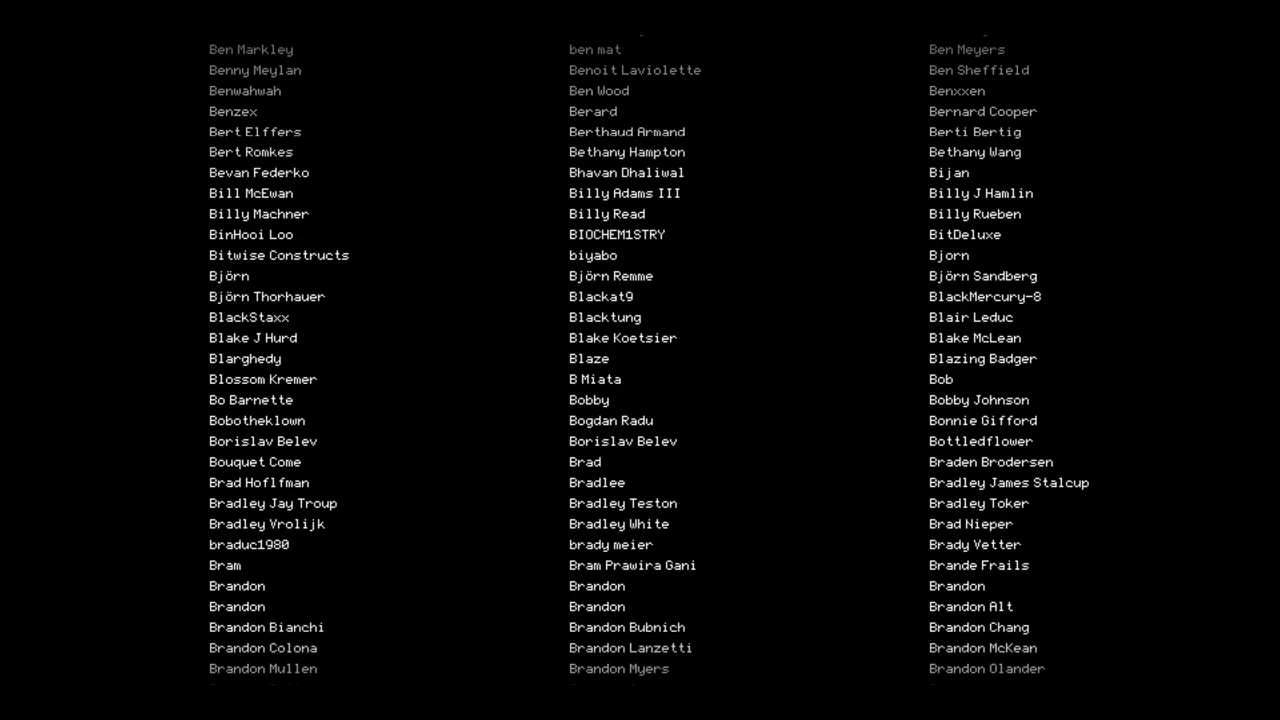 Ben Markley ben mat Ben Meyers
Benny Meylan Benoit Laviolette Ben Sheffield
Benwahwah Ben Wood Benxxen
Benzex Berard Bernard Cooper
Bert Elffers Berthaud Armand Berti Bertig
Bert Romkes Bethany Hampton Bethany Wang
Bevan Federko Bhavan Dhaliwal Bijan
Bill McEwan Billy Adams III Billy J Hamlin
Billy Machner Billy Read Billy Rueben
BinHooi Loo BIOCHEM1STRY BitDeluxe
Bitwise Constructs biyabo Bjorn
Björn Björn Remme Björn Sandberg
Björn Thorhauer Blackat9 BlackMercury-8
BlackStaxx Blacktung Blair Leduc
Blake J Hurd Blake Koetsier Blake McLean
Blarghedy Blaze Blazing Badger
Blossom Kremer B Miata Bob
Bo Barnette Bobby Bobby Johnson
Bobotheklown Bogdan Radu Bonnie Gifford
Borislav Belev Borislav Belev Bottledflower
Bouquet Come Brad Braden Brodersen
Brad Hoflfman Bradlee Bradley James Stalcup
Bradley Jay Troup Bradley Teston Bradley Toker
Bradley Vrolijk Bradley White Brad Nieper
braduc1980 brady meier Brady Vetter
Bram Bram Prawira Gani Brande Frails
Brandon Brandon Brandon
Brandon Brandon Brandon Alt
Brandon Bianchi Brandon Bubnich Brandon Chang
Brandon Colona Brandon Lanzetti Brandon McKean
Brandon Mullen Brandon Myers Brandon Olander